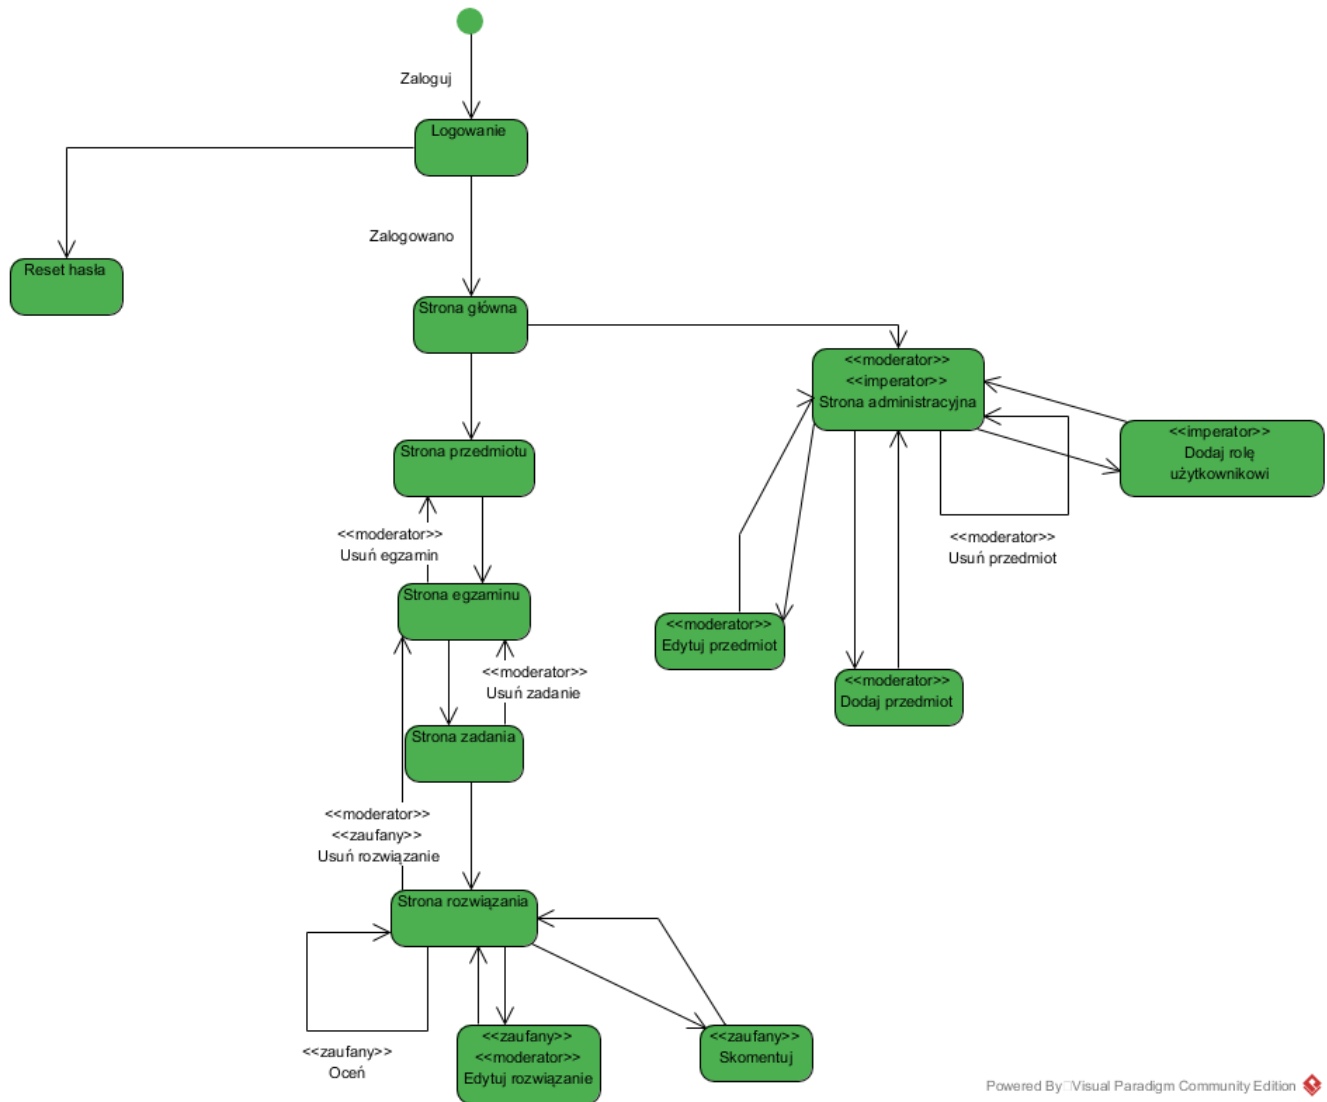 Zaloguj
Logowanie
Zalogowano
Reset hasła
Strona główna
<<moderator>>
<<imperator>>
Strona administracyjna
<<imperator>>
Dodaj rolę
użytkownikowi
Strona przedmiotu
<<moderator>>
Usuń egzamin
<<moderator>>
Usuń przedmiot
Strona egzaminu
<<moderator>>
Edytuj przedmiot
<<moderator>>
Usuń zadanie
<<moderator>>
Dodaj przedmiot
Strona zadania
<<moderator>>
<<zaufany>>
Usuń rozwiązanie
Strona rozwiązania
<<zaufany>>
Oceń
<<zaufany>>
<<moderator>>
Edytuj rozwiązanie
<<zaufany>>
Skomentuj
Powered By Visual Paradigm Community Edition